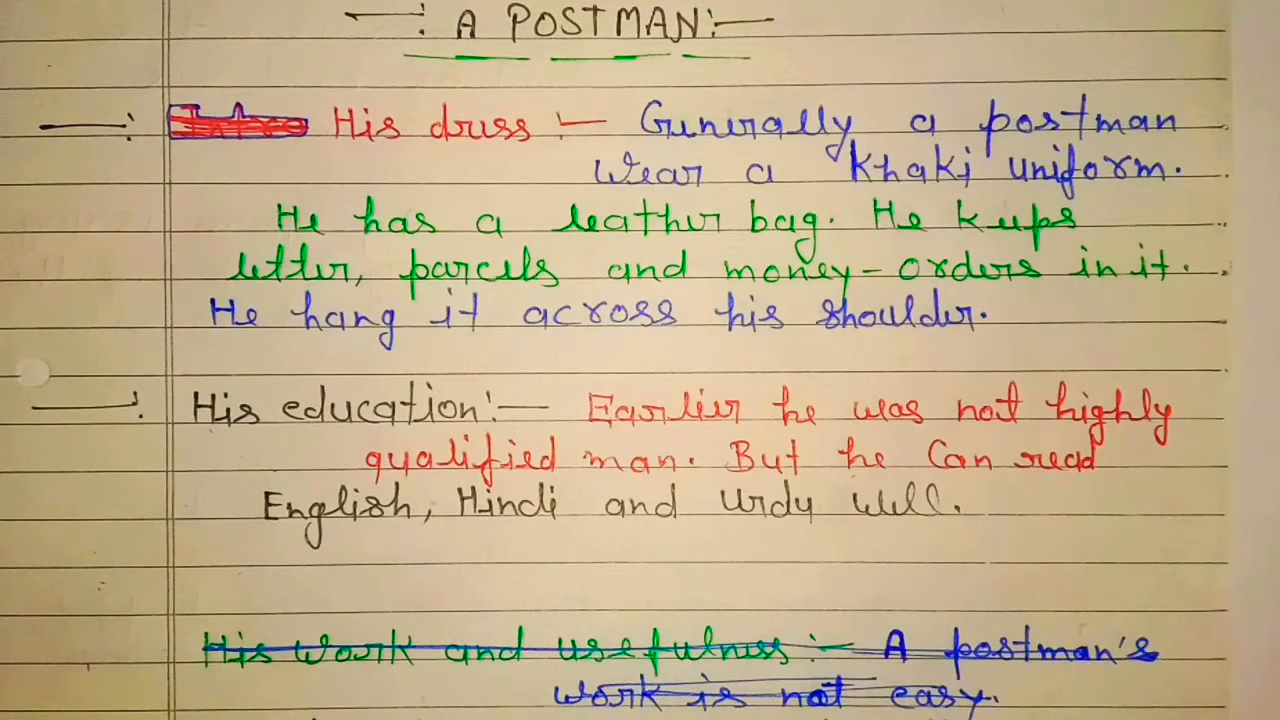 —: A POSTMAN:—
—: Intro His dress :— Generally a postman
wear a khaki uniform.
He has a leather bag. He keeps
letter, parcels and money-orders in it.
He hang it across his shoulder.
—: His education:— Earlier he was not highly
qualified man. But he can read
English, Hindi and Urdu well.
His work and usefulness :— A postman's
work is not easy.